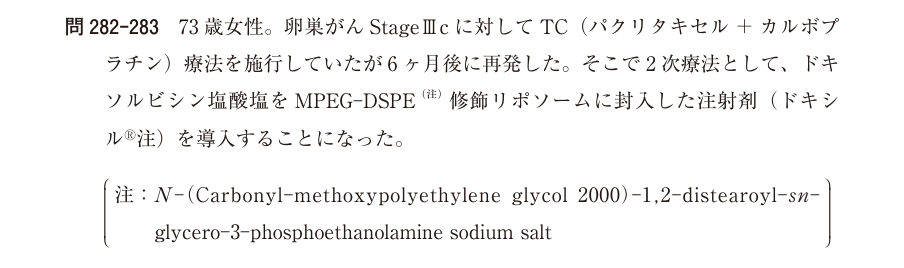 問 282-283　73 歳女性。卵巣がん StageⅢc に対して TC（パクリタキセル ＋ カルボプ
ラチン）療法を施行していたが 6 ヶ月後に再発した。そこで 2 次療法として、ドキ
ソルビシン塩酸塩を MPEG-DSPE（注）修飾リポソームに封入した注射剤（ドキシ
ル®注）を導入することになった。
注：N-(Carbonyl-methoxypolyethylene glycol 2000)-1,2-distearoyl-sn-
glycero-3-phosphoethanolamine sodium salt